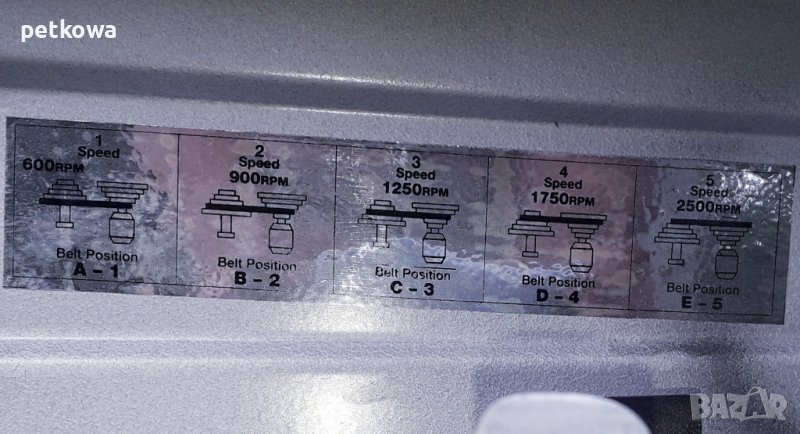 petkowa
1
Speed
600RPM
Belt Position
A - 1
2
Speed
900RPM
Belt Position
B - 2
3
Speed
1250RPM
Belt Position
C - 3
4
Speed
1750RPM
Belt Position
D - 4
5
Speed
2500RPM
Belt Position
E - 5
BAZAR